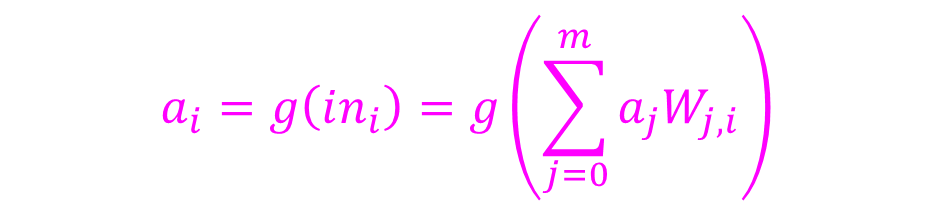 a_i = g(in_i) = g(∑_{j=0}^{m} a_j W_{j,i})